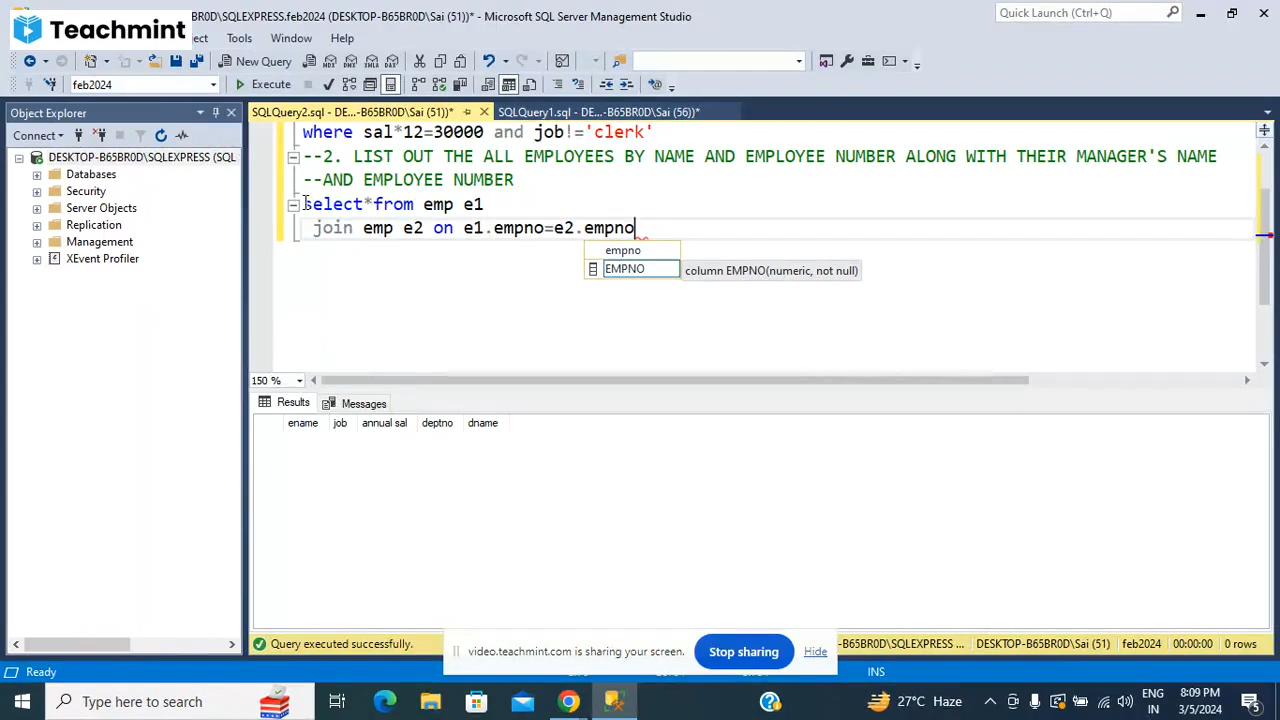 Teachmint
\SQLEXPRESS.feb2024 (DESKTOP-B65BR0D\Sai (51))* - Microsoft SQL Server Management Studio
Quick Launch (Ctrl+Q)
Tools Window Help
New Query
feb2024
Execute
Object Explorer
Connect
DESKTOP-B65BR0D\SQLEXPRESS (SQL
Databases
Security
Server Objects
Replication
Management
XEvent Profiler
SQLQuery2.sql - DE...-B65BR0D\Sai (51))*
SQLQuery1.sql - DE...-B65BR0D\Sai (56))*
where sal*12=30000 and job!='clerk'
--2. LIST OUT THE ALL EMPLOYEES BY NAME AND EMPLOYEE NUMBER ALONG WITH THEIR MANAGER'S NAME
--AND EMPLOYEE NUMBER
select*from emp e1
join emp e2 on e1.empno=e2.empno
empno
EMPNO
column EMPNO(numeric, not null)
150 %
Results
Messages
ename job annual sal deptno dname
Query executed successfully.
-B65BR0D\SQLEXPRESS ...
DESKTOP-B65BR0D\Sai (51)
feb2024
00:00:00
0 rows
video.teachmint.com is sharing your screen.
Stop sharing
Hide
Ready
INS
Type here to search
27°C Haze
ENG
IN
8:09 PM
3/5/2024
5